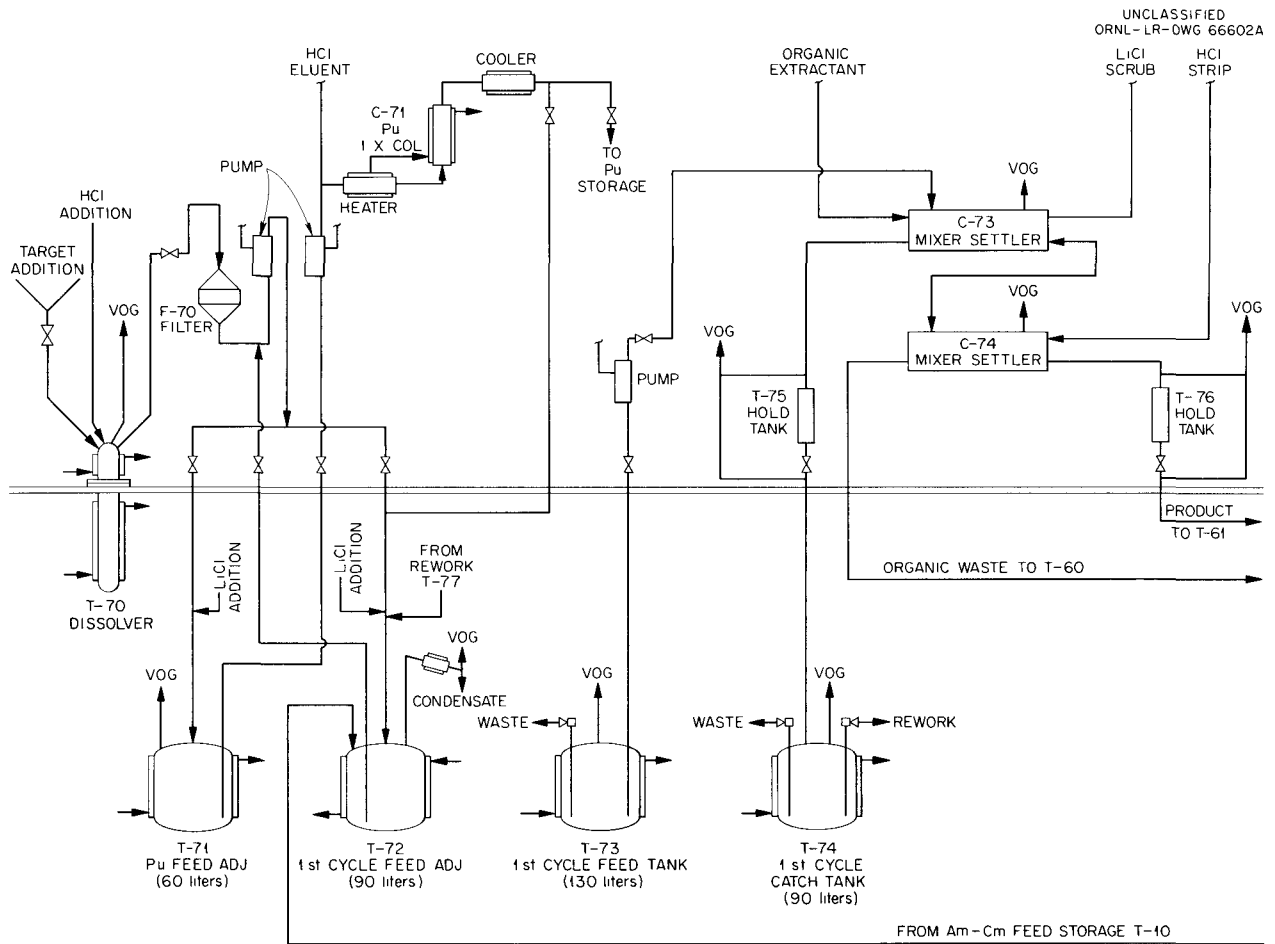 UNCLASSIFIED
ORNL-LR-DWG 66602A
HCl
ELUENT
COOLER
ORGANIC
EXTRACTANT
LiCl
SCRUB
HCl
STRIP
C-71
Pu
1 X COL
TO
Pu
STORAGE
PUMP
HEATER
HCl
ADDITION
TARGET
ADDITION
VOG
F-70
FILTER
VOG
C-73
MIXER SETTLER
VOG
C-74
MIXER SETTLER
VOG
VOG
PUMP
T-75
HOLD
TANK
T-76
HOLD
TANK
PRODUCT
TO T-61
ORGANIC WASTE TO T-60
T-70
DISSOLVER
LiCl
ADDITION
LiCl
ADDITION
FROM
REWORK
T-77
VOG
VOG
CONDENSATE
VOG
WASTE
VOG
WASTE
REWORK
T-71
Pu FEED ADJ
(60 liters)
T-72
1st CYCLE FEED ADJ
(90 liters)
T-73
1st CYCLE FEED TANK
(130 liters)
T-74
1st CYCLE
CATCH TANK
(90 liters)
FROM Am-Cm FEED STORAGE T-10